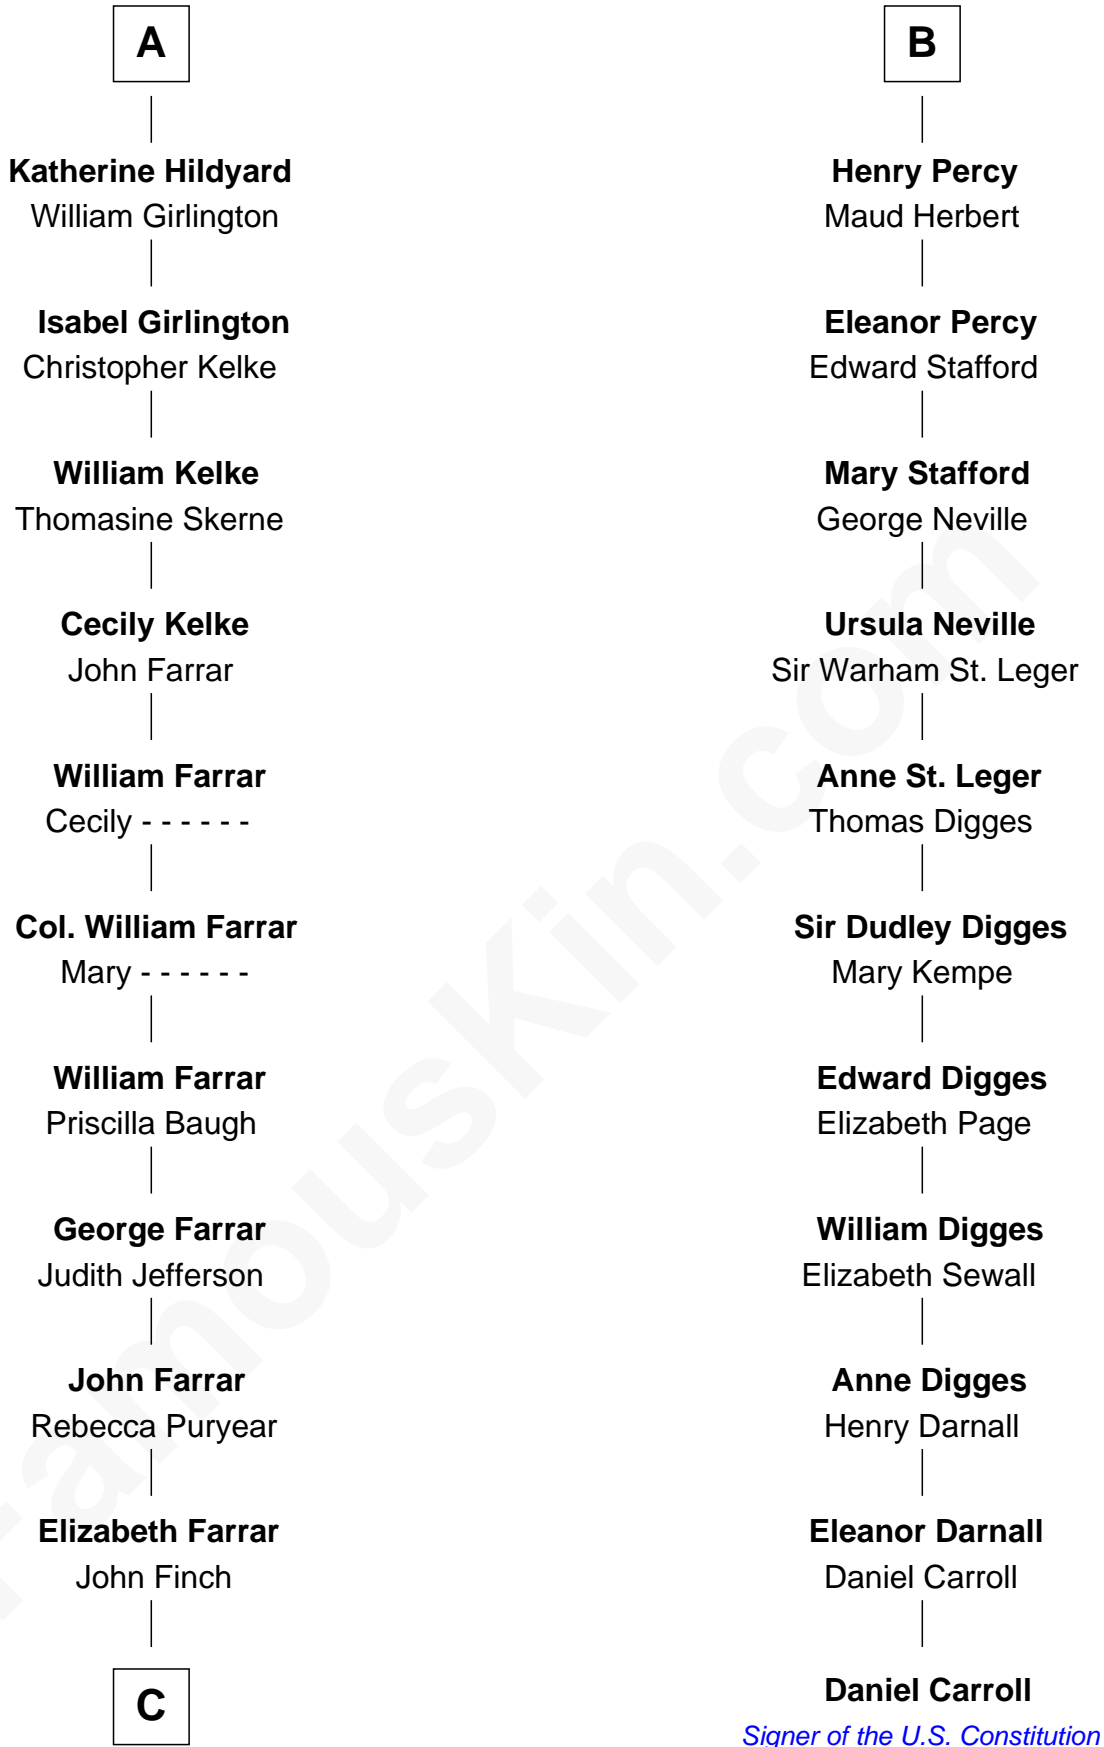 A
Katherine Hildyard
William Girlington
Isabel Girlington
Christopher Kelke
William Kelke
Thomasine Skerne
Cecily Kelke
John Farrar
William Farrar
Cecily - - - - - -
Col. William Farrar
Mary - - - - - -
William Farrar
Priscilla Baugh
George Farrar
Judith Jefferson
John Farrar
Rebecca Puryear
Elizabeth Farrar
John Finch
C
B
Henry Percy
Maud Herbert
Eleanor Percy
Edward Stafford
Mary Stafford
George Neville
Ursula Neville
Sir Warham St. Leger
Anne St. Leger
Thomas Digges
Sir Dudley Digges
Mary Kempe
Edward Digges
Elizabeth Page
William Digges
Elizabeth Sewall
Anne Digges
Henry Darnall
Eleanor Darnall
Daniel Carroll
Daniel Carroll
Signer of the U.S. Constitution
FamousKin.com